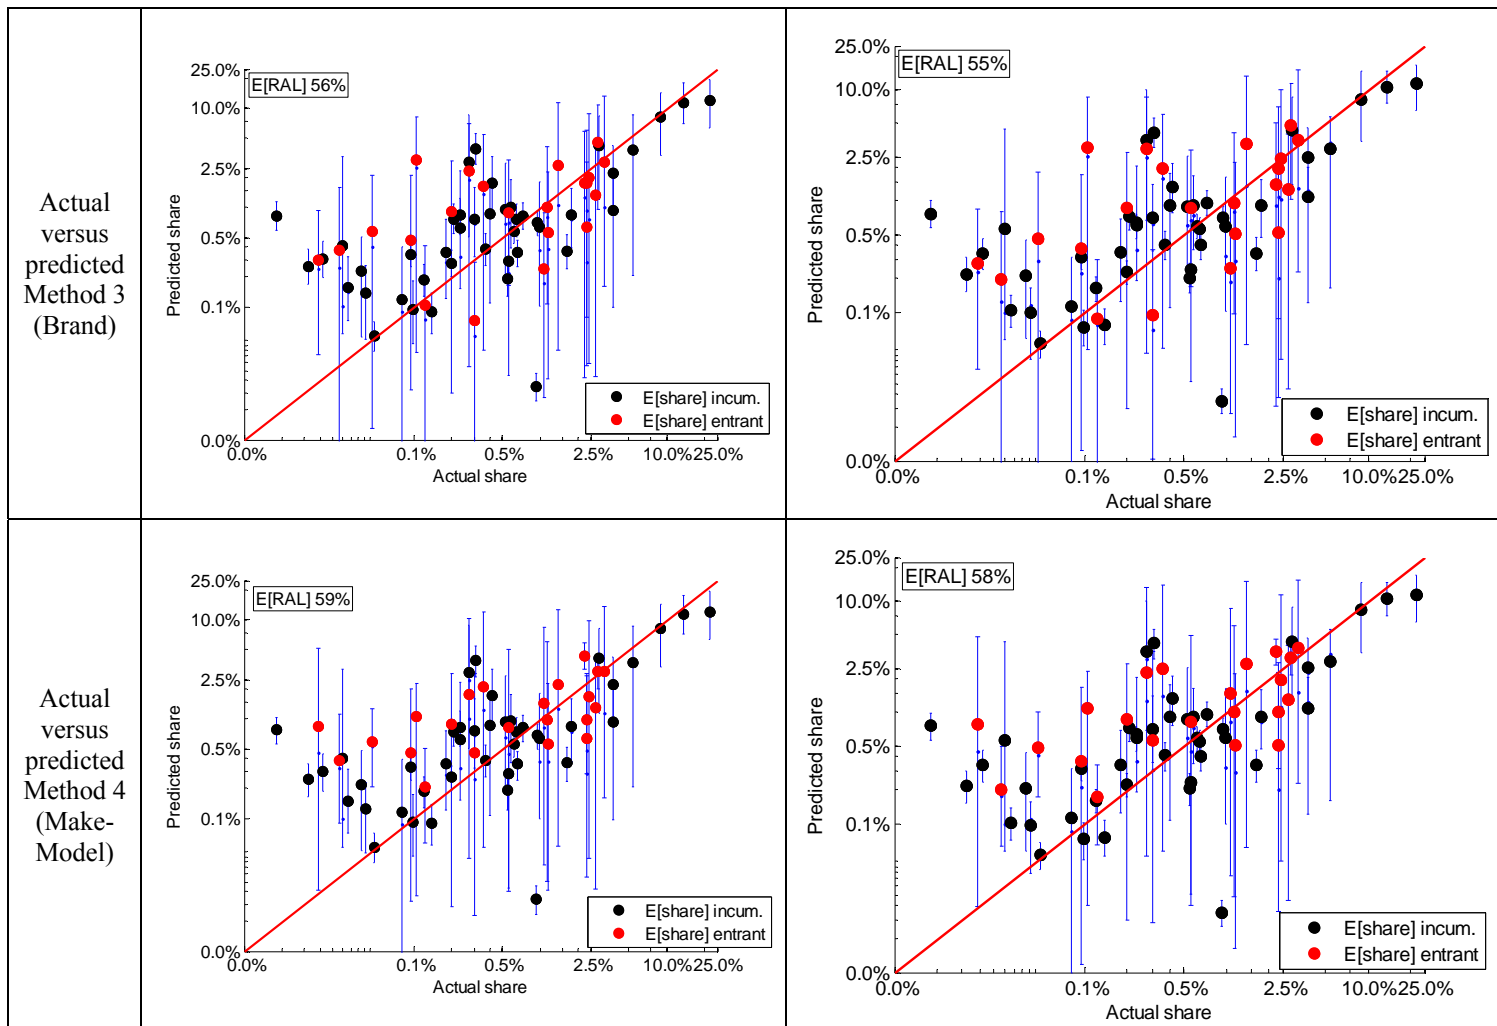 Actual
versus
predicted
Method 3
(Brand)
E[RAL] 56%
Predicted share
25.0%
10.0%
2.5%
0.5%
0.1%
0.0%
0.0%
0.1%
0.5%
2.5%
10.0%
25.0%
Actual share
E[share] incum.
E[share] entrant
E[RAL] 55%
Predicted share
25.0%
10.0%
2.5%
0.5%
0.1%
0.0%
0.0%
0.1%
0.5%
2.5%
10.0%
25.0%
Actual share
E[share] incum.
E[share] entrant
Actual
versus
predicted
Method 4
(Make-
Model)
E[RAL] 59%
Predicted share
25.0%
10.0%
2.5%
0.5%
0.1%
0.0%
0.0%
0.1%
0.5%
2.5%
10.0%
25.0%
Actual share
E[share] incum.
E[share] entrant
E[RAL] 58%
Predicted share
25.0%
10.0%
2.5%
0.5%
0.1%
0.0%
0.0%
0.1%
0.5%
2.5%
10.0%
25.0%
Actual share
E[share] incum.
E[share] entrant